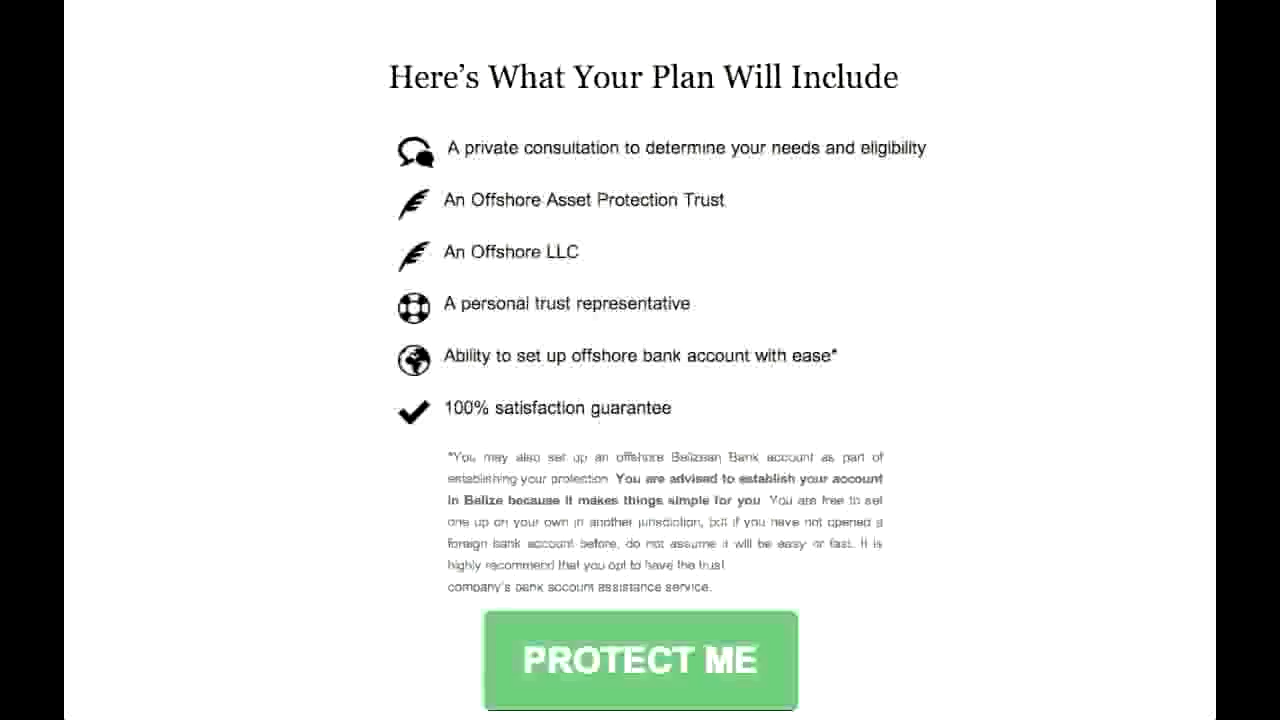 Here’s What Your Plan Will Include
A private consultation to determine your needs and eligibility
An Offshore Asset Protection Trust
An Offshore LLC
A personal trust representative
Ability to set up offshore bank account with ease*
100% satisfaction guarantee
*You may also set up an offshore Belizean Bank account as part of
establishing your protection. You are advised to establish your account
in Belize because it makes things simple for you. You are free to set
one up on your own in another jurisdiction, but if you have not opened a
foreign bank account before, do not assume it will be easy or fast. It is
highly recommend that you opt to have the trust
company's bank account assistance service.
PROTECT ME